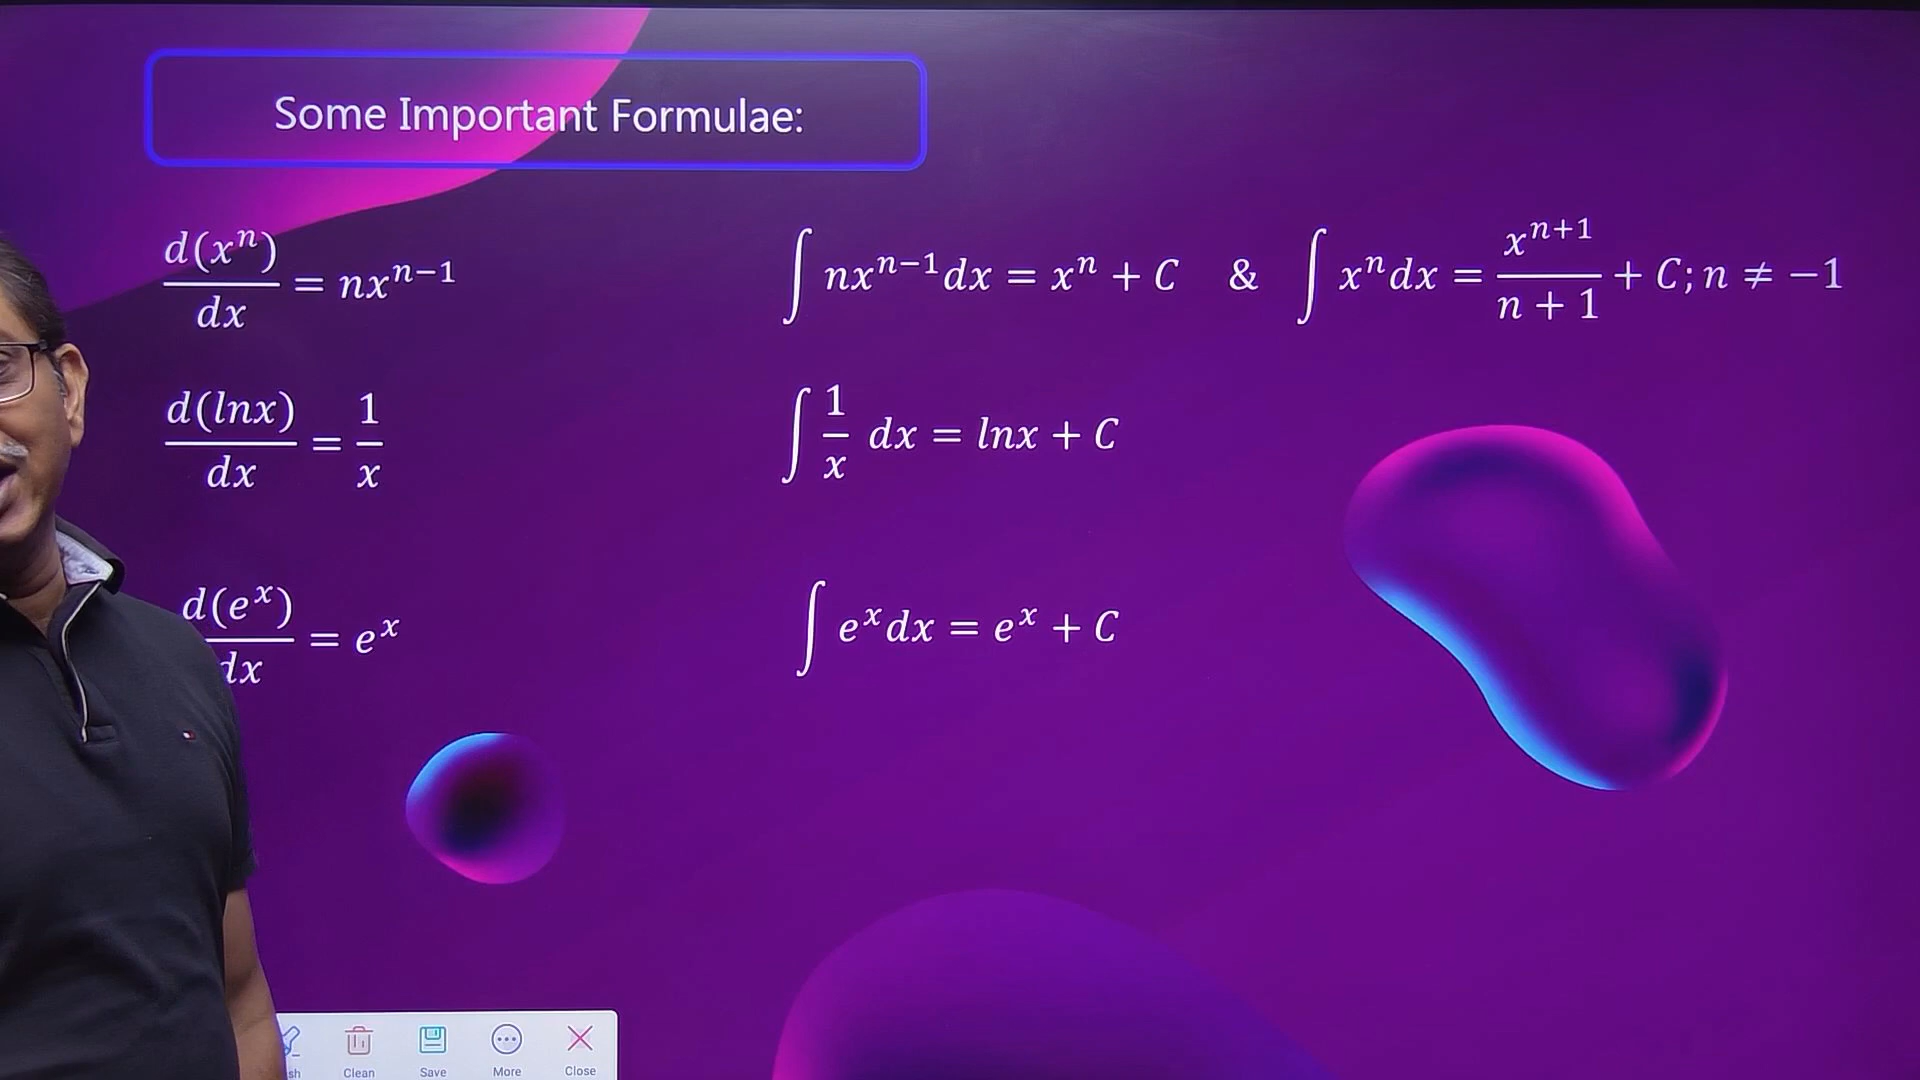 Some Important Formulae:
d(xⁿ)/dx = nxⁿ⁻¹
∫ nxⁿ⁻¹dx = xⁿ + C & ∫ xⁿdx = xⁿ⁺¹/(n + 1) + C; n ≠ −1
d(lnx)/dx = 1/x
∫ 1/x dx = lnx + C
d(eˣ)/dx = eˣ
∫ eˣdx = eˣ + C
Clean Save More Close